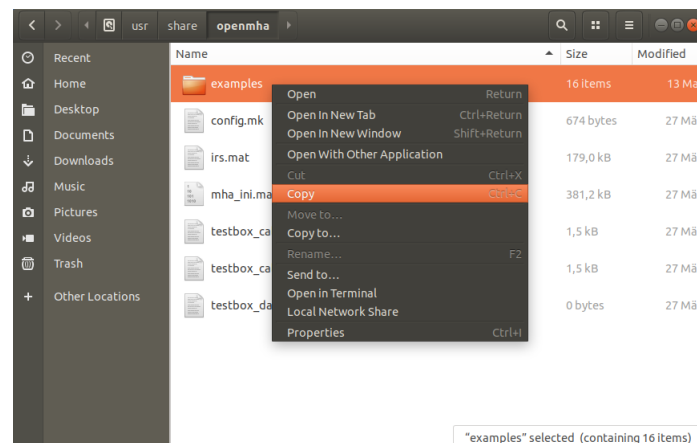 usr share openmha
Name Size Modified
Recent
Home
Desktop
Documents
Downloads
Music
Pictures
Videos
Trash
+ Other Locations
examples 16 items 13 Ma
config.mk 674 bytes 27 Mä
irs.mat 179,0 kB 27 Mä
mha_ini.ma 381,2 kB 27 Mä
testbox_ca 1,5 kB 27 Mä
testbox_ca 1,5 kB 27 Mä
testbox_da 0 bytes 27 Mä
Open Return
Open In New Tab Ctrl+Return
Open In New Window Shift+Return
Open With Other Application
Cut Ctrl+X
Copy Ctrl+C
Move to…
Copy to…
Rename… F2
Send to…
Open in Terminal
Local Network Share
Properties Ctrl+I
“examples” selected (containing 16 items)